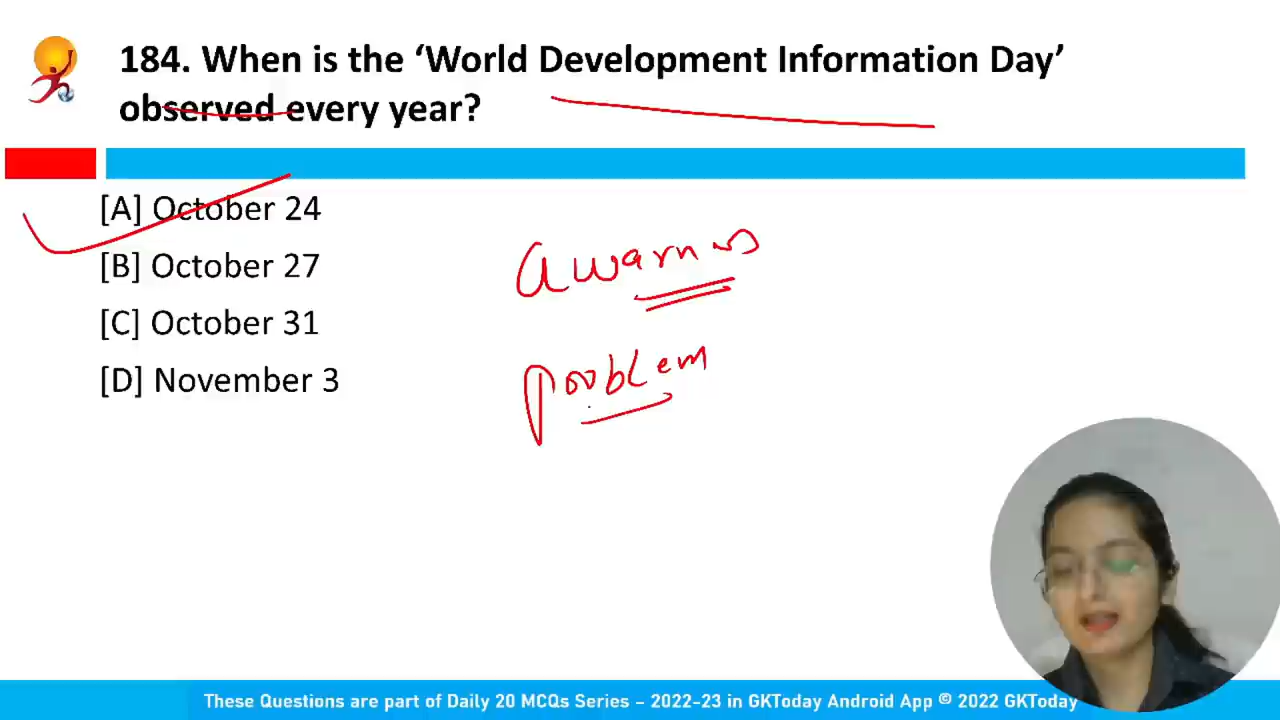 184. When is the ‘World Development Information Day’
observed every year?
[A] October 24
[B] October 27
[C] October 31
[D] November 3
problem
These Questions are part of Daily 20 MCQs Series – 2022-23 in GKToday Android App © 2022 GKToday